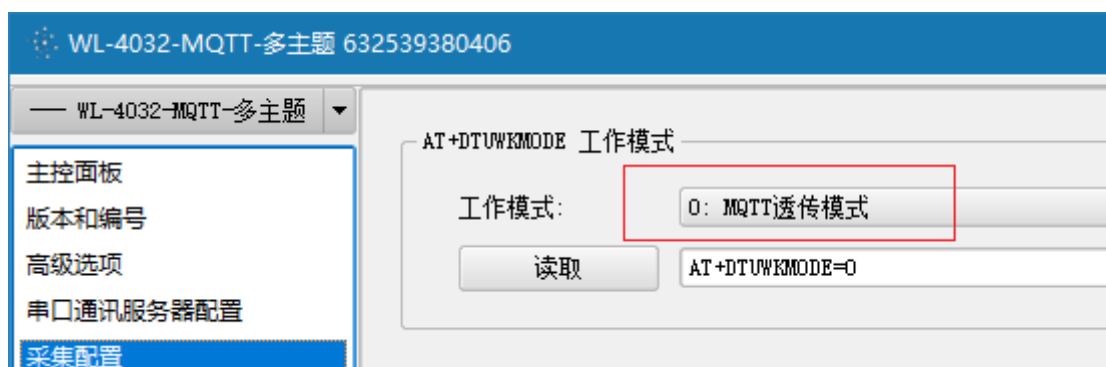 WL-4032-MQTT-多主题 632539380406
WL-4032-MQTT-多主题
主控面板
版本和编号
高级选项
串口通讯服务器配置
采集配置
AT+DTUWKMODE 工作模式
工作模式: 0: MQTT透传模式
读取 AT+DTUWKMODE=0